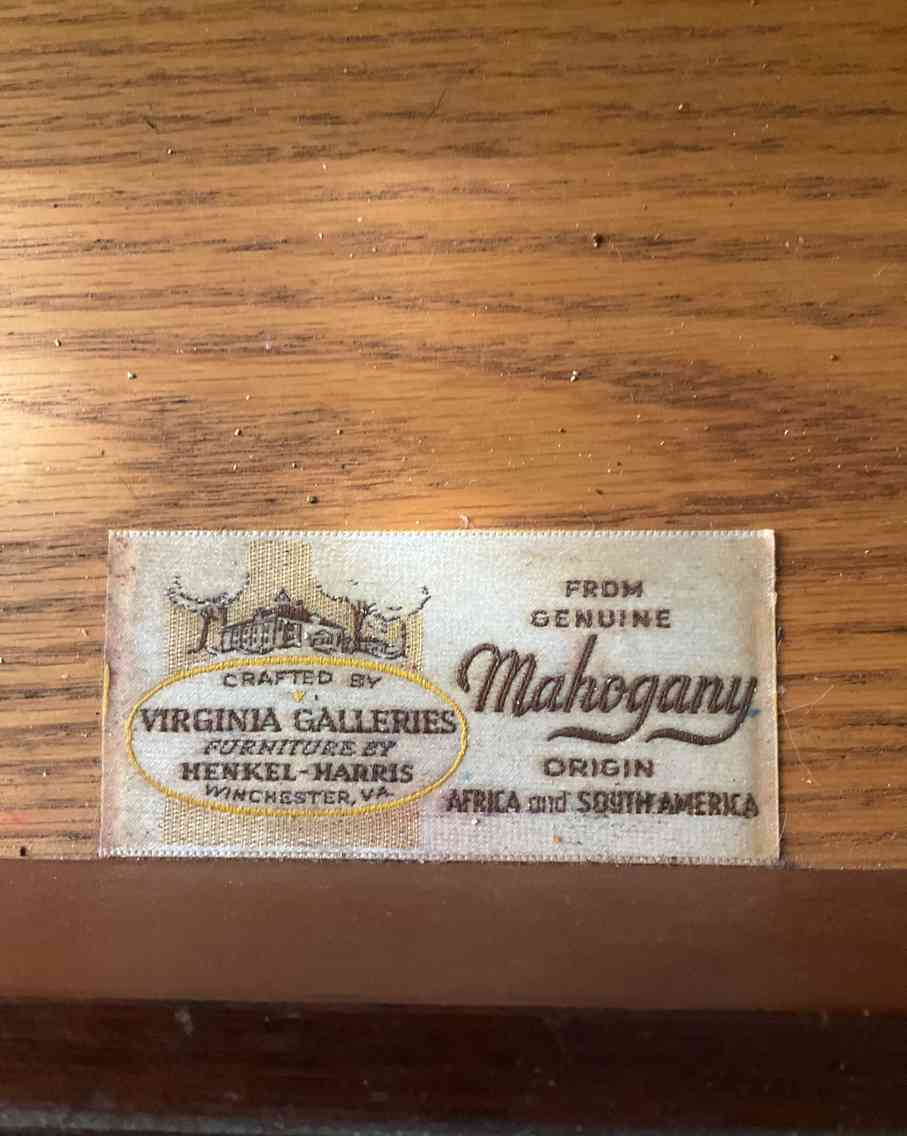 CRAFTED BY
VIRGINIA GALLERIES
FURNITURE BY
HENKEL-HARRIS
WINCHESTER, VA.
FROM
GENUINE
Mahogany
ORIGIN
AFRICA and SOUTH AMERICA